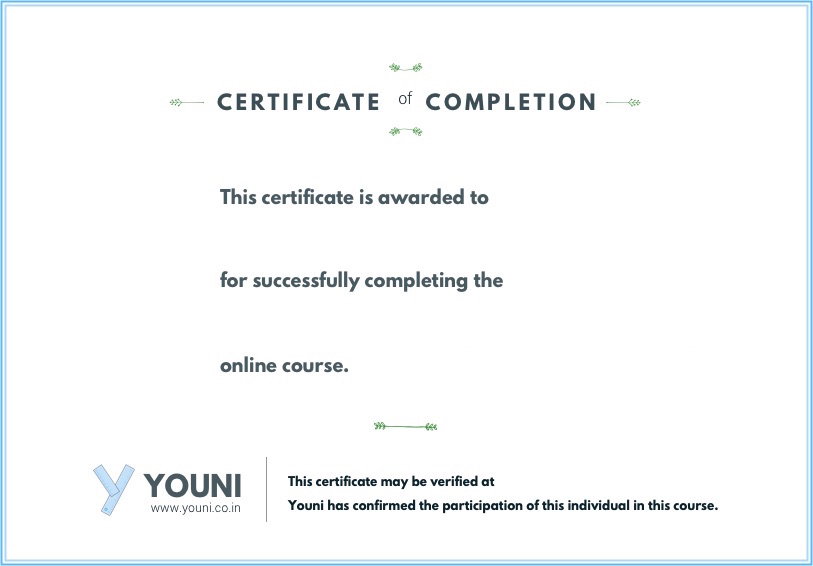 CERTIFICATE of COMPLETION
This certificate is awarded to
for successfully completing the
online course.
YOUNI
www.youni.co.in
This certificate may be verified at
Youni has confirmed the participation of this individual in this course.